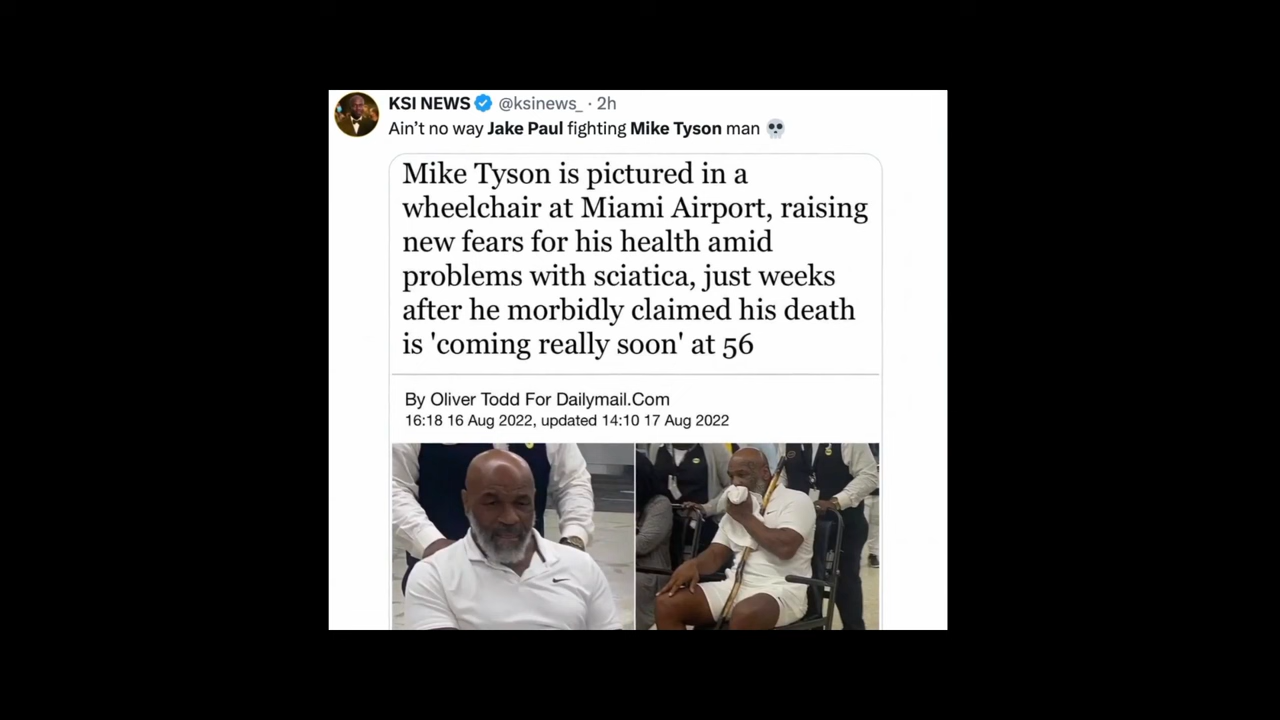 KSI NEWS @ksinews_ · 2h
Ain't no way Jake Paul fighting Mike Tyson man 💀
Mike Tyson is pictured in a
wheelchair at Miami Airport, raising
new fears for his health amid
problems with sciatica, just weeks
after he morbidly claimed his death
is 'coming really soon' at 56
By Oliver Todd For Dailymail.Com
16:18 16 Aug 2022, updated 14:10 17 Aug 2022